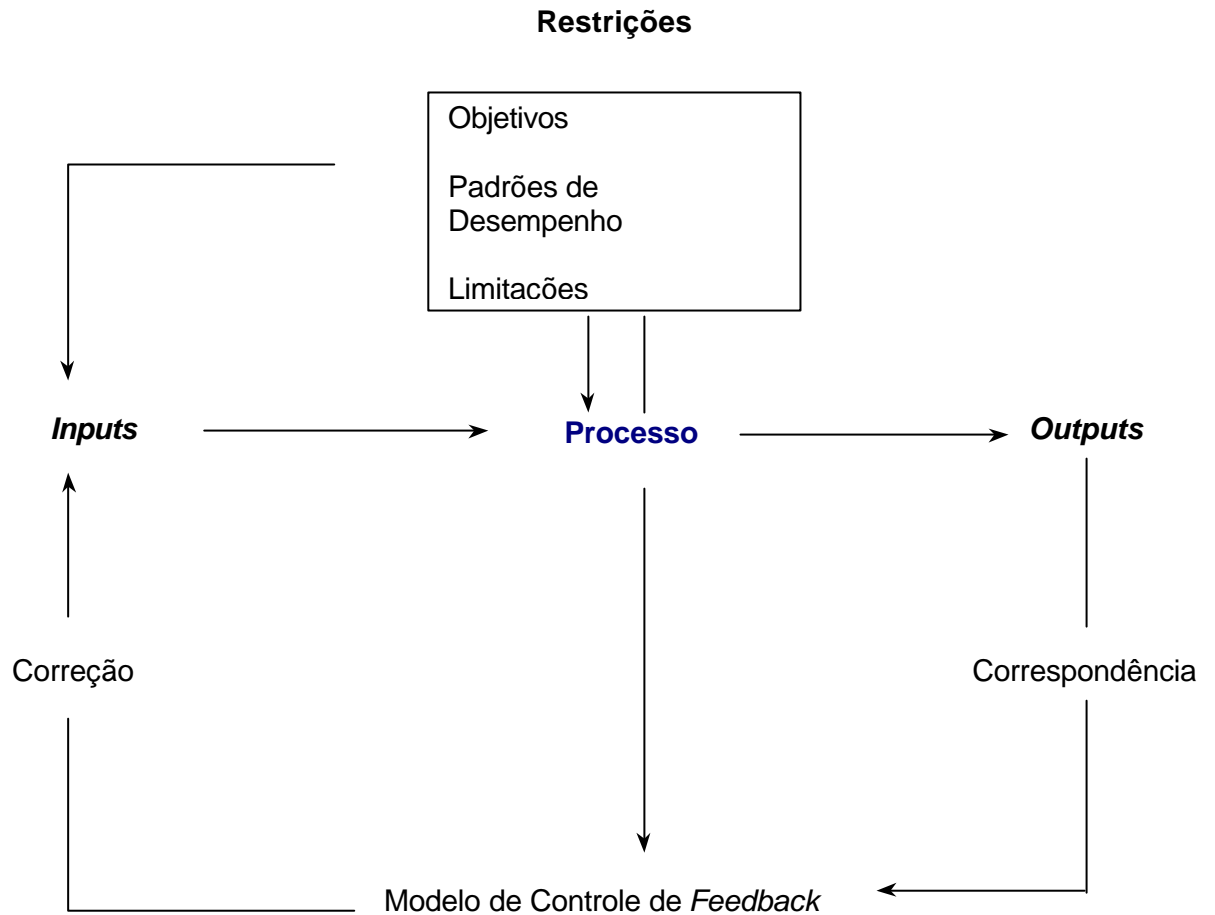 Restrições
Objetivos
Padrões de
Desempenho
Limitacões
Inputs
Processo
Outputs
Correção
Correspondência
Modelo de Controle de Feedback